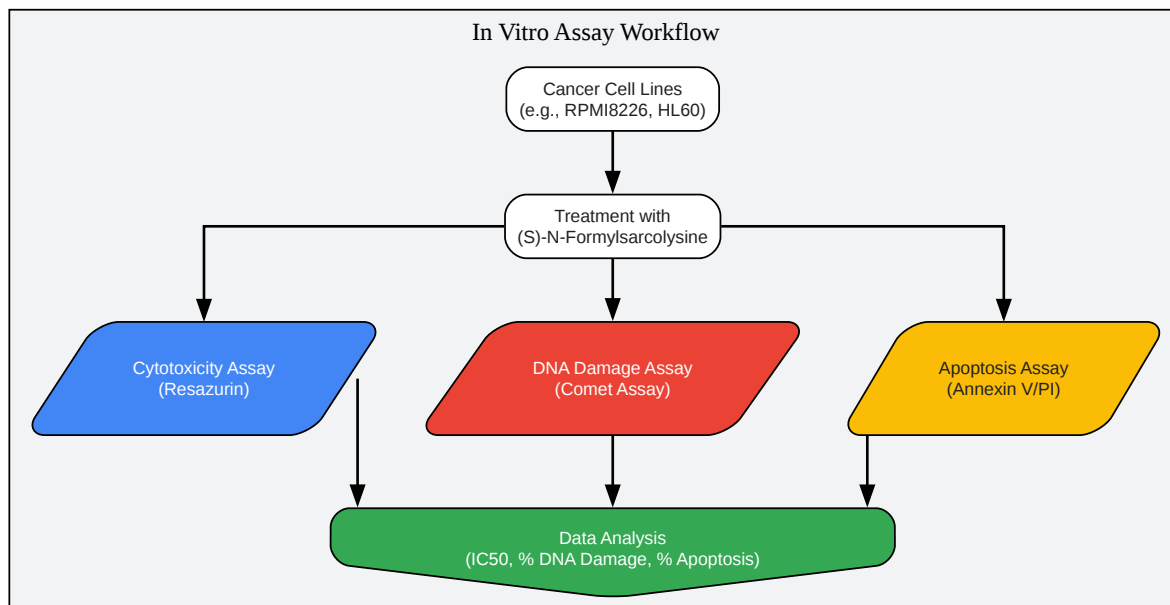 In Vitro Assay Workflow
Cancer Cell Lines
(e.g., RPMI8226, HL60)
Treatment with
(S)-N-Formylsarcolysine
Cytotoxicity Assay
(Resazurin)
DNA Damage Assay
(Comet Assay)
Apoptosis Assay
(Annexin V/PI)
Data Analysis
(IC50, % DNA Damage, % Apoptosis)